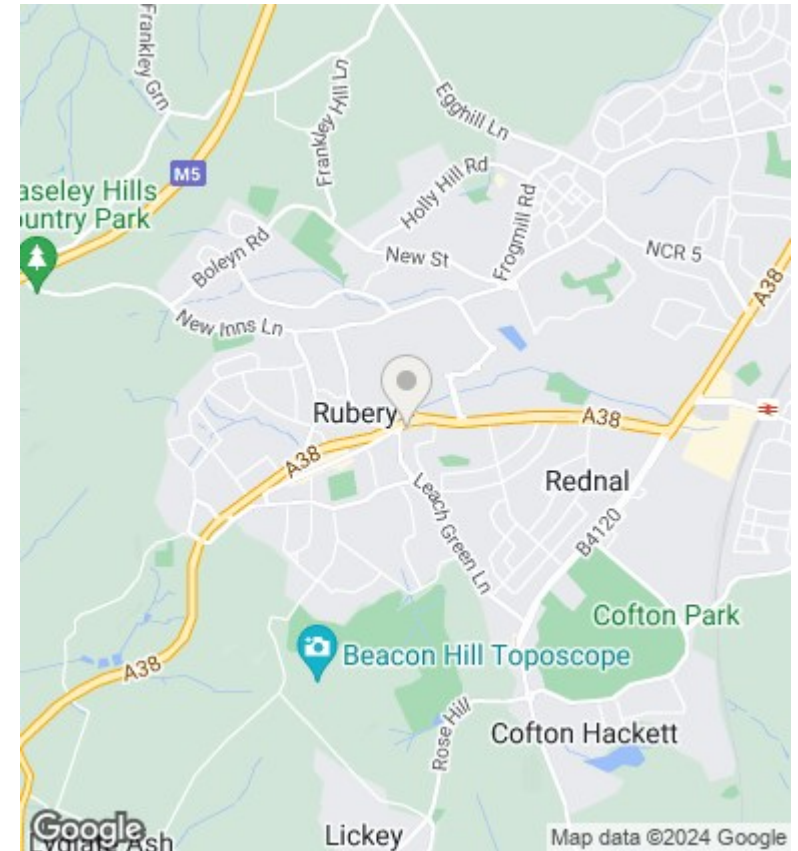 Frankley Grn
Frankley Hill Ln
Egghill Ln
M5
Holly Hill Rd
aseley Hills
ountry Park
Boleyn Rd
New St
Frogmill Rd
NCR 5
A38
New Inns Ln
Rubery
A38
A38
Leach Green Ln
Rednal
B4120
Cofton Park
Beacon Hill Toposcope
A38
Rose Hill
Cofton Hackett
Google
Lydiate Ash
Lickey
Map data ©2024 Google